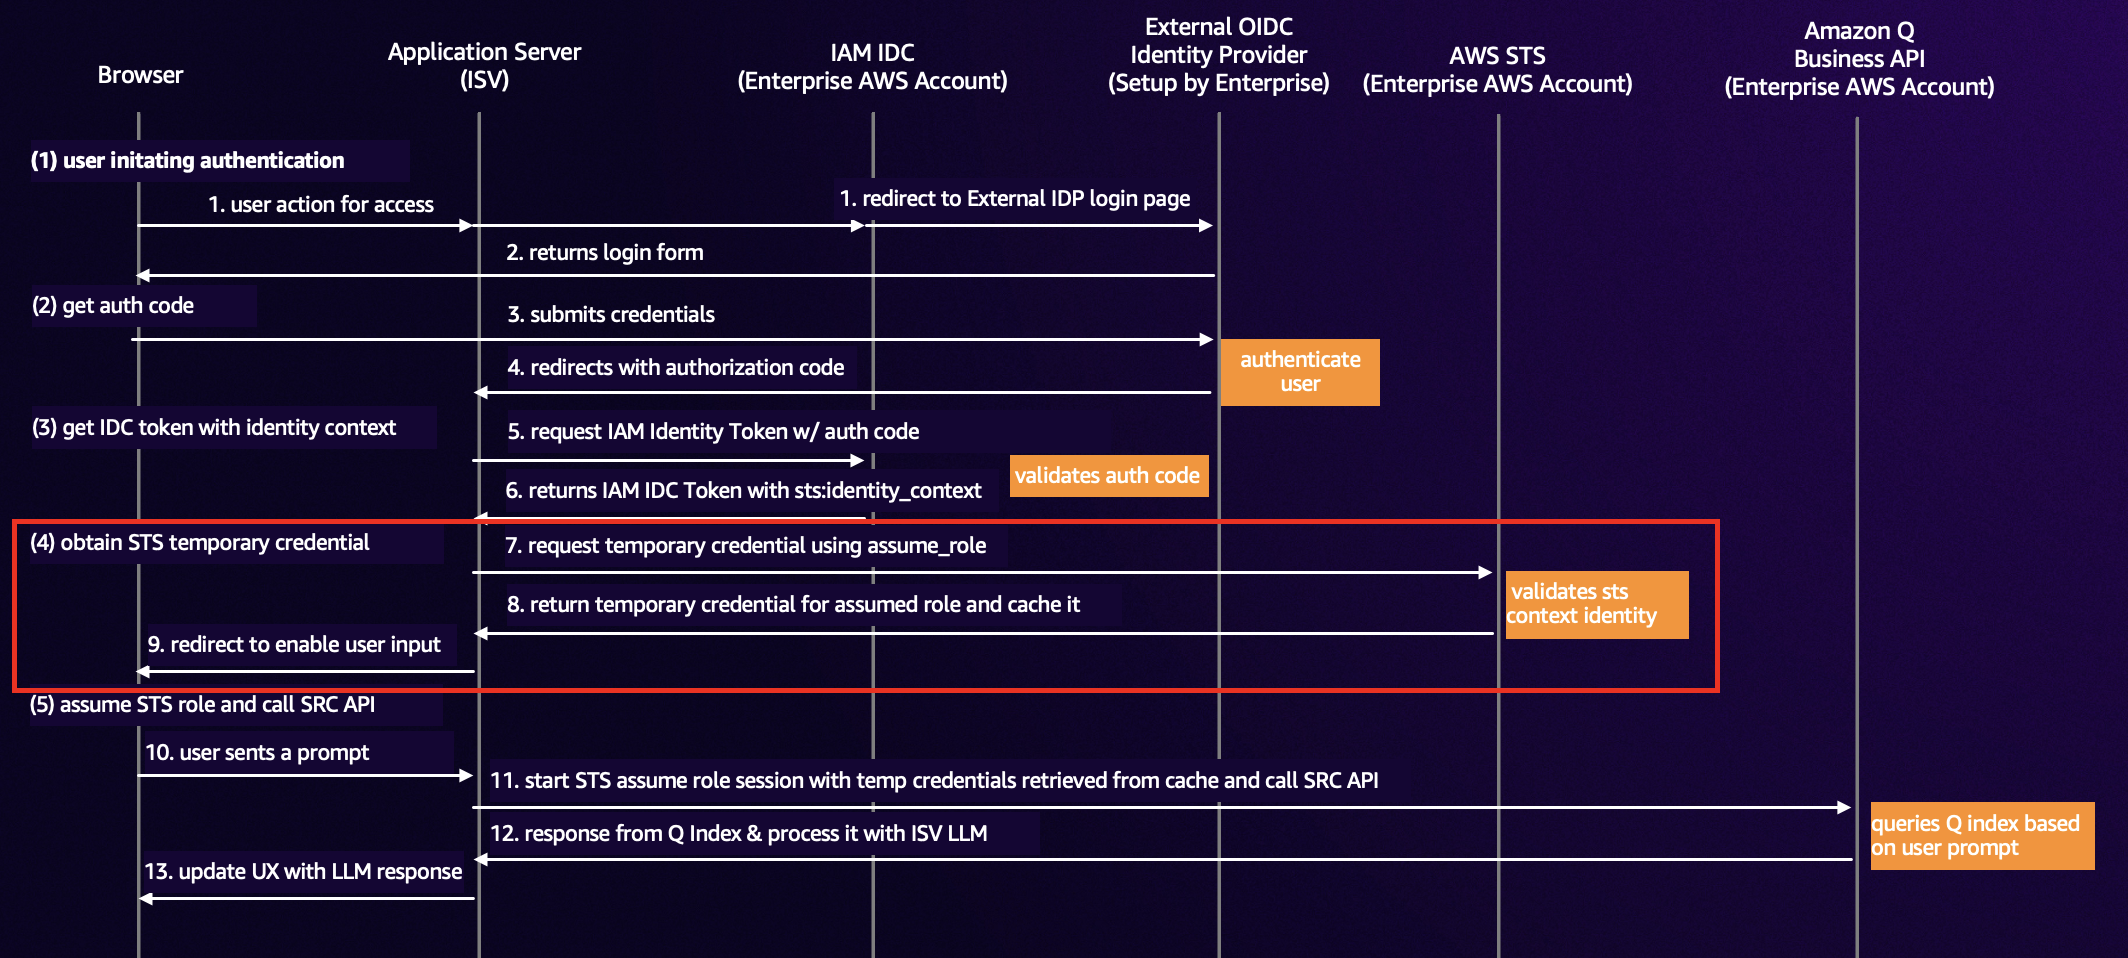 Browser
Application Server
(ISV)
IAM IDC
(Enterprise AWS Account)
External OIDC
Identity Provider
(Setup by Enterprise)
AWS STS
(Enterprise AWS Account)
Amazon Q
Business API
(Enterprise AWS Account)
(1) user initating authentication
1. user action for access
1. redirect to External IDP login page
2. returns login form
(2) get auth code
3. submits credentials
authenticate
user
4. redirects with authorization code
(3) get IDC token with identity context
5. request IAM Identity Token w/ auth code
validates auth code
6. returns IAM IDC Token with sts:identity_context
(4) obtain STS temporary credential
7. request temporary credential using assume_role
validates sts
context identity
8. return temporary credential for assumed role and cache it
9. redirect to enable user input
(5) assume STS role and call SRC API
10. user sents a prompt
11. start STS assume role session with temp credentials retrieved from cache and call SRC API
queries Q index based
on user prompt
12. response from Q Index & process it with ISV LLM
13. update UX with LLM response